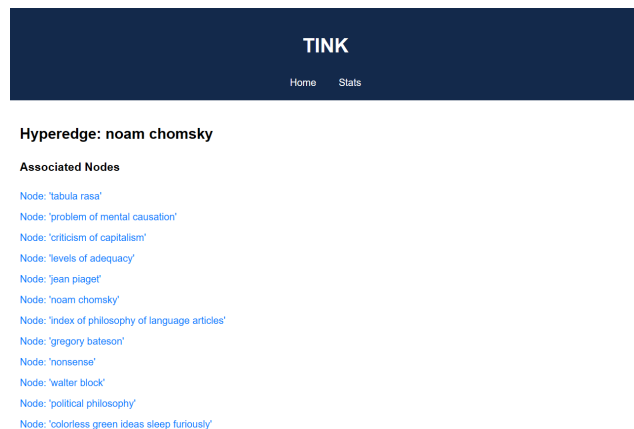 TINK
Home Stats
Hyperedge: noam chomsky
Associated Nodes
Node: 'tabula rasa'
Node: 'problem of mental causation'
Node: 'criticism of capitalism'
Node: 'levels of adequacy'
Node: 'jean piaget'
Node: 'noam chomsky'
Node: 'index of philosophy of language articles'
Node: 'gregory bateson'
Node: 'nonsense'
Node: 'walter block'
Node: 'political philosophy'
Node: 'colorless green ideas sleep furiously'